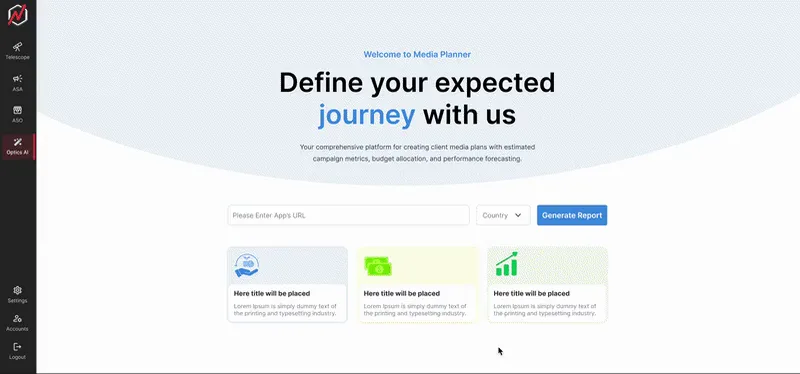 Telescope
ASA
ASO
Optics AI
Settings
Accounts
Logout
Welcome to Media Planner
Define your expected
journey with us
Your comprehensive platform for creating client media plans with estimated
campaign metrics, budget allocation, and performance forecasting.
Please Enter App's URL
Country
Generate Report
Here title will be placed
Lorem Ipsum is simply dummy text of
the printing and typesetting industry.
Here title will be placed
Lorem Ipsum is simply dummy text of
the printing and typesetting industry.
Here title will be placed
Lorem Ipsum is simply dummy text of
the printing and typesetting industry.